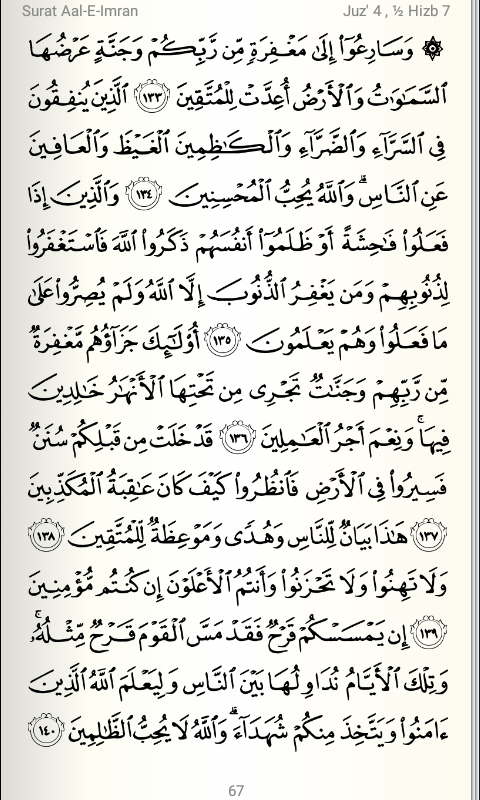 Surat Aal-E-Imran Juz' 4 , ½ Hizb 7
۞ وَسَارِعُوٓا۟ إِلَىٰ مَغْفِرَةٍ مِّن رَّبِّكُمْ وَجَنَّةٍ عَرْضُهَا
ٱلسَّمَـٰوَٰتُ وَٱلْأَرْضُ أُعِدَّتْ لِلْمُتَّقِينَ ١٣٣ ٱلَّذِينَ يُنفِقُونَ
فِى ٱلسَّرَّآءِ وَٱلضَّرَّآءِ وَٱلْكَـٰظِمِينَ ٱلْغَيْظَ وَٱلْعَافِينَ
عَنِ ٱلنَّاسِ ۗ وَٱللَّهُ يُحِبُّ ٱلْمُحْسِنِينَ ١٣٤ وَٱلَّذِينَ إِذَا
فَعَلُوا۟ فَـٰحِشَةً أَوْ ظَلَمُوٓا۟ أَنفُسَهُمْ ذَكَرُوا۟ ٱللَّهَ فَٱسْتَغْفَرُوا۟
لِذُنُوبِهِمْ وَمَن يَغْفِرُ ٱلذُّنُوبَ إِلَّا ٱللَّهُ وَلَمْ يُصِرُّوا۟ عَلَىٰ
مَا فَعَلُوا۟ وَهُمْ يَعْلَمُونَ ١٣٥ أُو۟لَـٰٓئِكَ جَزَآؤُهُم مَّغْفِرَةٌ
مِّن رَّبِّهِمْ وَجَنَّـٰتٌ تَجْرِى مِن تَحْتِهَا ٱلْأَنْهَـٰرُ خَـٰلِدِينَ
فِيهَا ۚ وَنِعْمَ أَجْرُ ٱلْعَـٰمِلِينَ ١٣٦ قَدْ خَلَتْ مِن قَبْلِكُمْ سُنَنٌ
فَسِيرُوا۟ فِى ٱلْأَرْضِ فَٱنظُرُوا۟ كَيْفَ كَانَ عَـٰقِبَةُ ٱلْمُكَذِّبِينَ
١٣٧ هَـٰذَا بَيَانٌ لِّلنَّاسِ وَهُدًى وَمَوْعِظَةٌ لِّلْمُتَّقِينَ ١٣٨
وَلَا تَهِنُوا۟ وَلَا تَحْزَنُوا۟ وَأَنتُمُ ٱلْأَعْلَوْنَ إِن كُنتُم مُّؤْمِنِينَ
١٣٩ إِن يَمْسَسْكُمْ قَرْحٌ فَقَدْ مَسَّ ٱلْقَوْمَ قَرْحٌ مِّثْلُهُۥ ۚ
وَتِلْكَ ٱلْأَيَّامُ نُدَاوِلُهَا بَيْنَ ٱلنَّاسِ وَلِيَعْلَمَ ٱللَّهُ ٱلَّذِينَ
ءَامَنُوا۟ وَيَتَّخِذَ مِنكُمْ شُهَدَآءَ ۗ وَٱللَّهُ لَا يُحِبُّ ٱلظَّـٰلِمِينَ ١٤٠
67